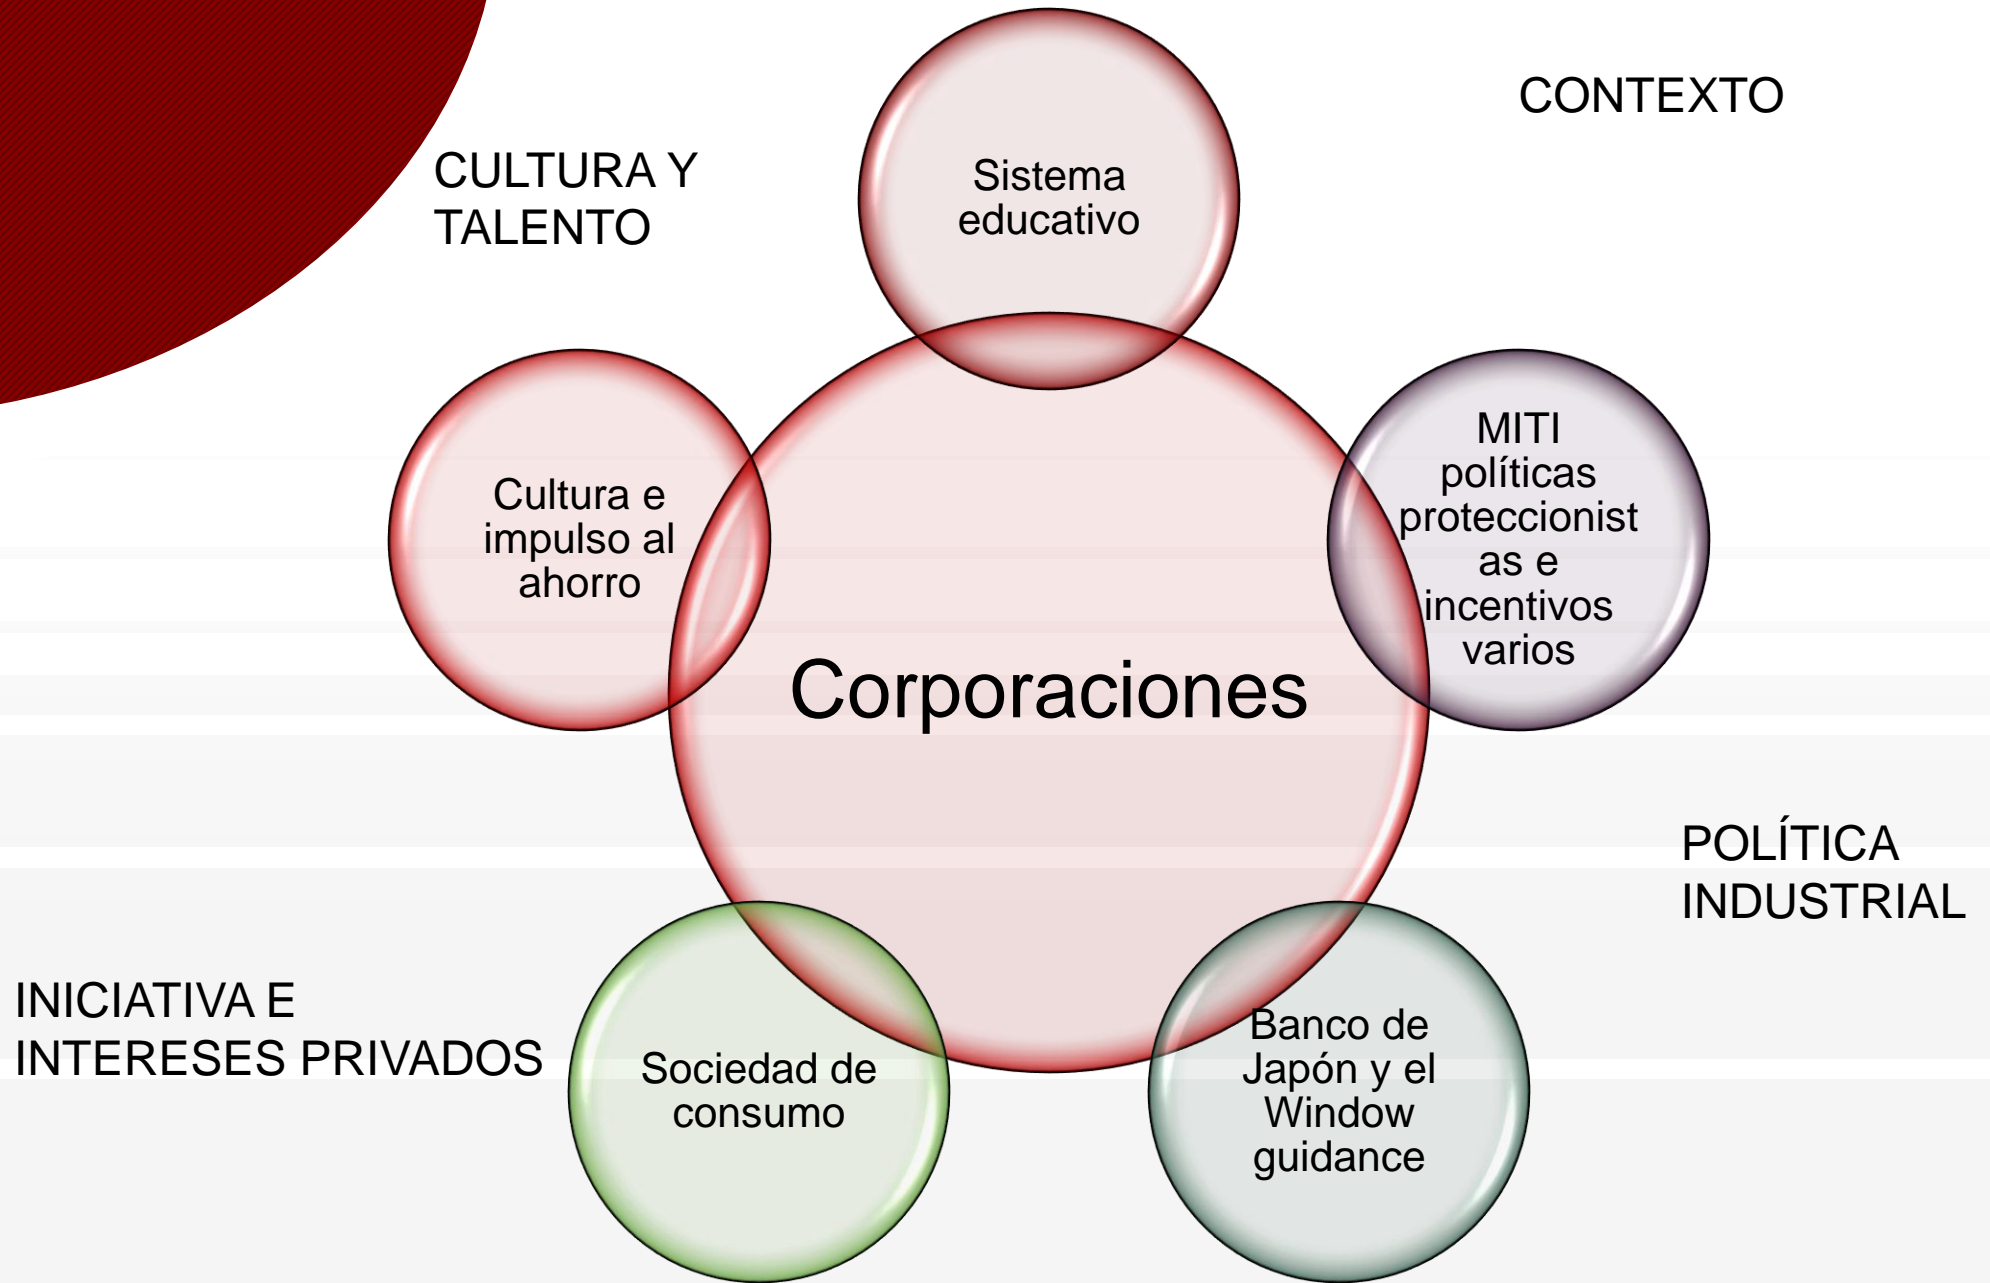 CONTEXTO
CULTURA Y
TALENTO
Sistema
educativo
MITI
políticas
proteccionist
as e
incentivos
varios
Cultura e
impulso al
ahorro
Corporaciones
POLÍTICA
INDUSTRIAL
INICIATIVA E
INTERESES PRIVADOS
Sociedad de
consumo
Banco de
Japón y el
Window
guidance